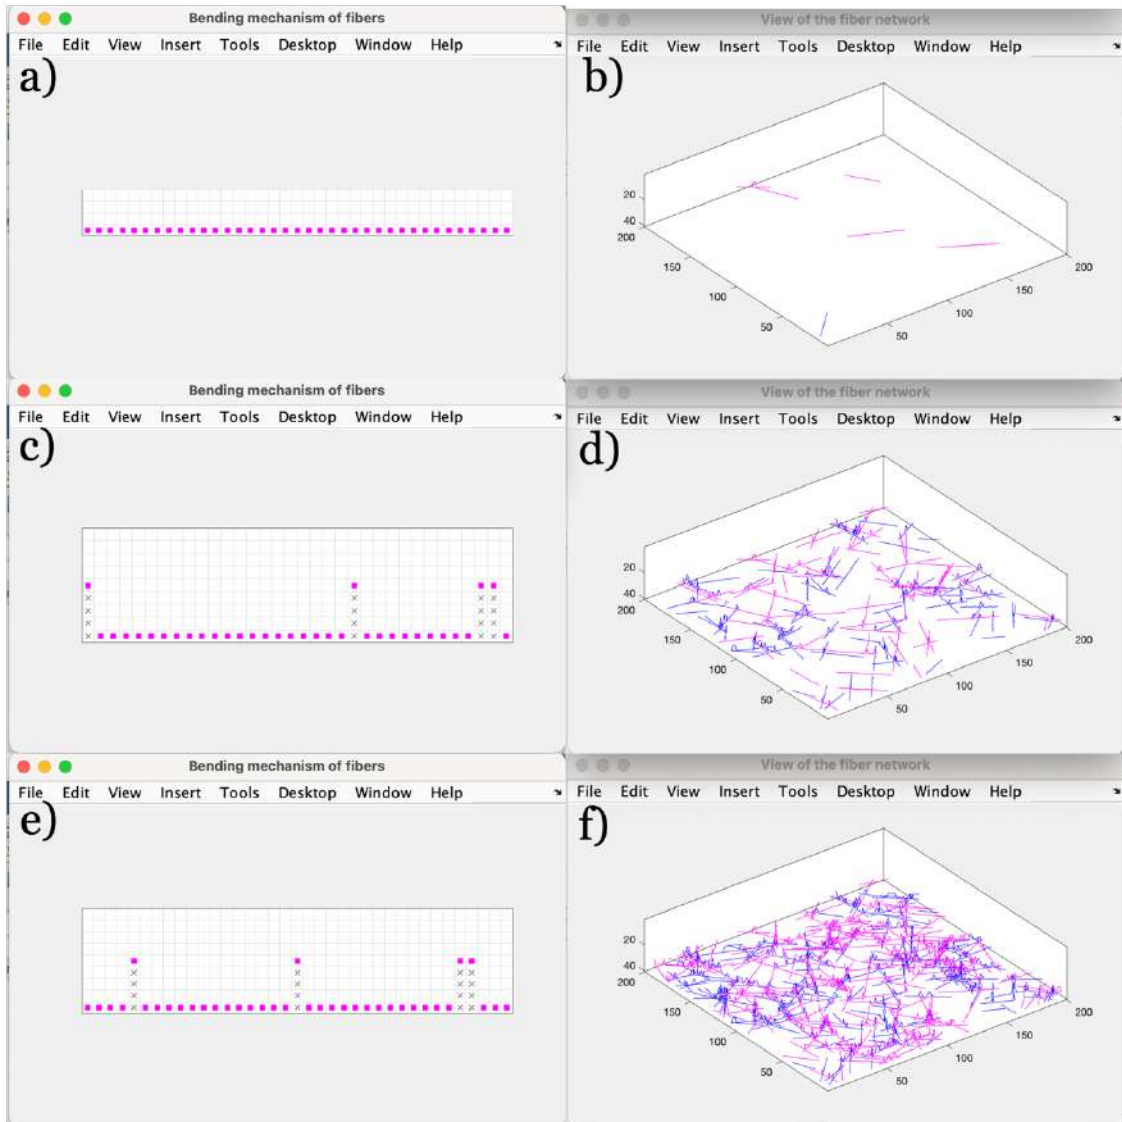 Bending mechanism of fibers
File Edit View Insert Tools Desktop Window Help
a)
View of the fiber network
File Edit View Insert Tools Desktop Window Help
b)
20
40
200
150
100
50
50
100
150
200
Bending mechanism of fibers
File Edit View Insert Tools Desktop Window Help
c)
View of the fiber network
File Edit View Insert Tools Desktop Window Help
d)
20
40
200
150
100
50
50
100
150
200
Bending mechanism of fibers
File Edit View Insert Tools Desktop Window Help
e)
View of the fiber network
File Edit View Insert Tools Desktop Window Help
f)
20
40
200
150
100
50
50
100
150
200